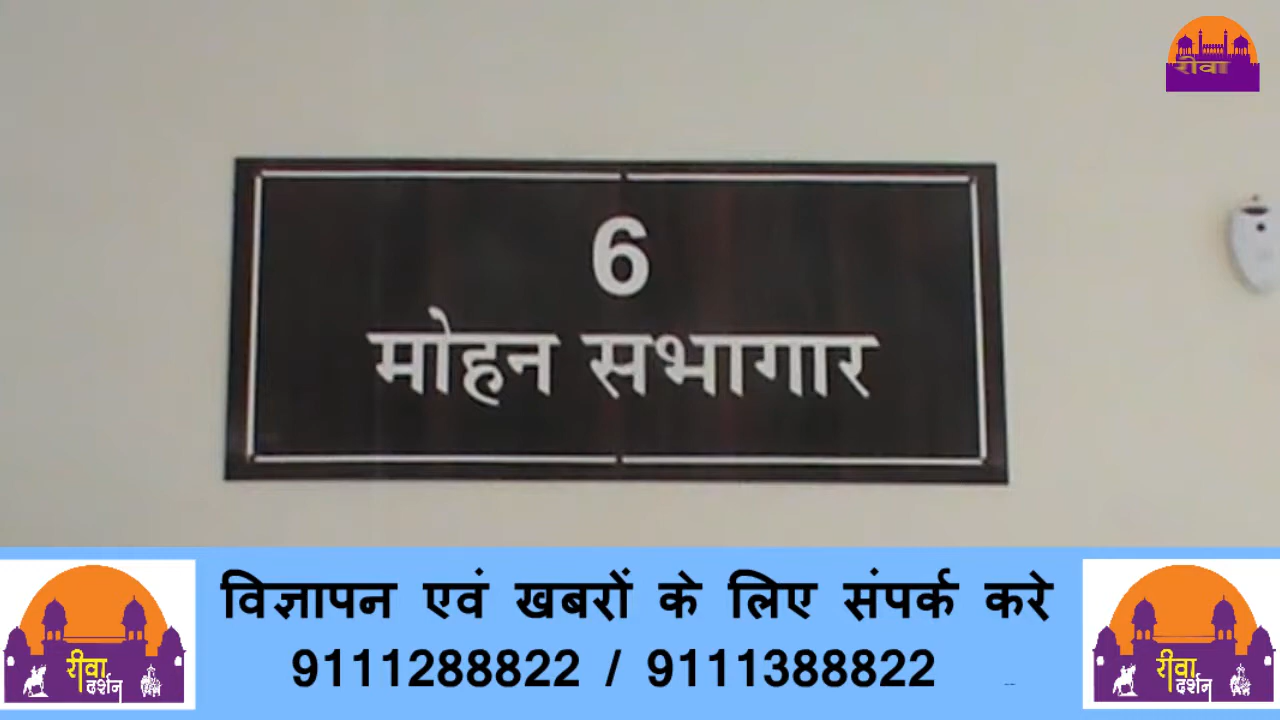 रीवा
6
मोहन सभागार
विज्ञापन एवं खबरों के लिए संपर्क करे
9111288822 / 9111388822
रीवा
दर्शन
रीवा
दर्शन